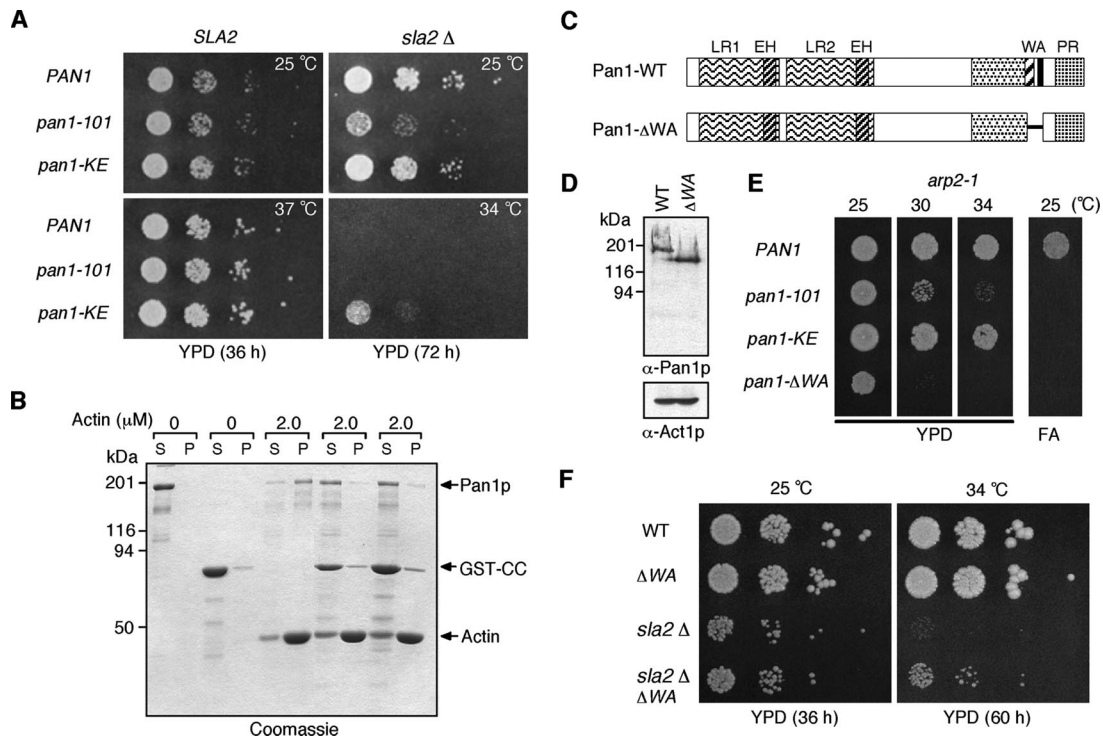 A
SLA2 sla2 Δ
PAN1 25 ℃ 25 ℃
pan1-101
pan1-KE
PAN1 37 ℃ 34 ℃
pan1-101
pan1-KE
YPD (36 h) YPD (72 h)
B
Actin (μM) 0 0 2.0 2.0 2.0
kDa S P S P S P S P S P
201 Pan1p
116
94
GST-CC
50 Actin
Coomassie
C
LR1 EH LR2 EH WA PR
Pan1-WT
Pan1-ΔWA
D
WT ΔWA
kDa
201
116
94
α-Pan1p
α-Act1p
E
arp2-1
25 30 34 25 (℃)
PAN1
pan1-101
pan1-KE
pan1-ΔWA
YPD FA
F
25 ℃ 34 ℃
WT
ΔWA
sla2 Δ
sla2 Δ
ΔWA
YPD (36 h) YPD (60 h)